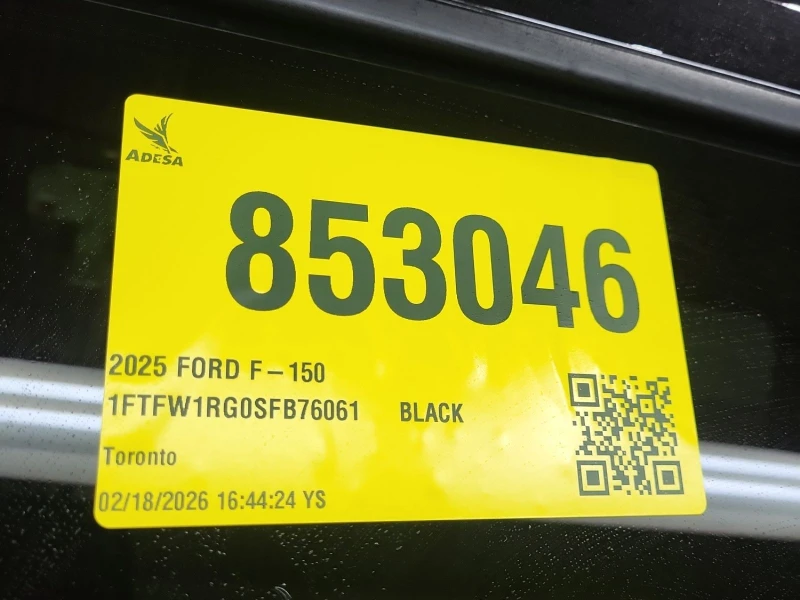 ADESA
853046
2025 FORD F-150
1FTFW1RG0SFB76061 BLACK
Toronto
02/18/2026 16:44:24 YS